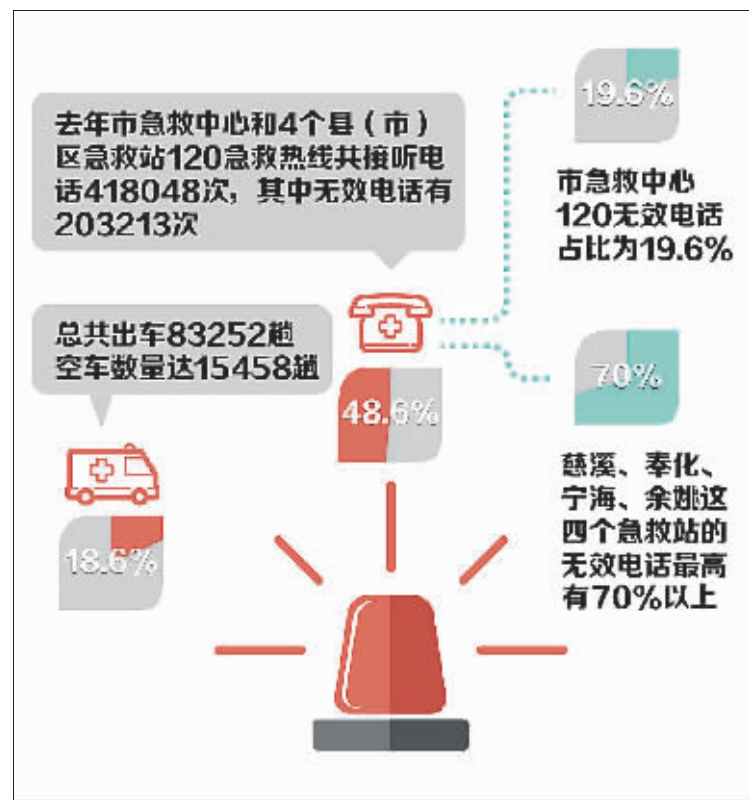 去年市急救中心和4个县（市）
区急救站120急救热线共接听电
话418048次，其中无效电话有
203213次
19.6%
市急救中心
120无效电话
占比为19.6%
总共出车83252趟
空车数量达15458趟
48.6%
70%
慈溪、奉化、
宁海、余姚这
四个急救站的
无效电话最高
有70%以上
18.6%